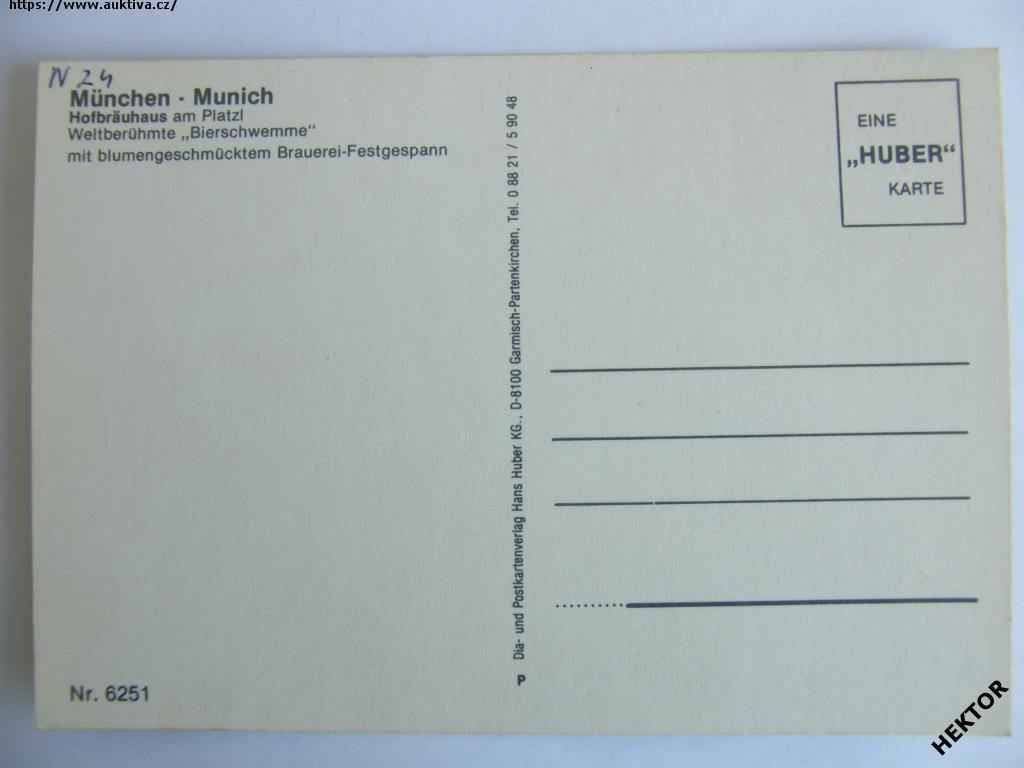 https://www.auktiva.cz/
N 24
München · Munich
Hofbräuhaus am Platzl
Weltberühmte „Bierschwemme“
mit blumengeschmücktem Brauerei-Festgespann
Dia- und Postkartenverlag Hans Huber KG., D-8100 Garmisch-Partenkirchen, Tel. 0 88 21 / 5 90 48
P
EINE
„HUBER“
KARTE
Nr. 6251
HEKTOR